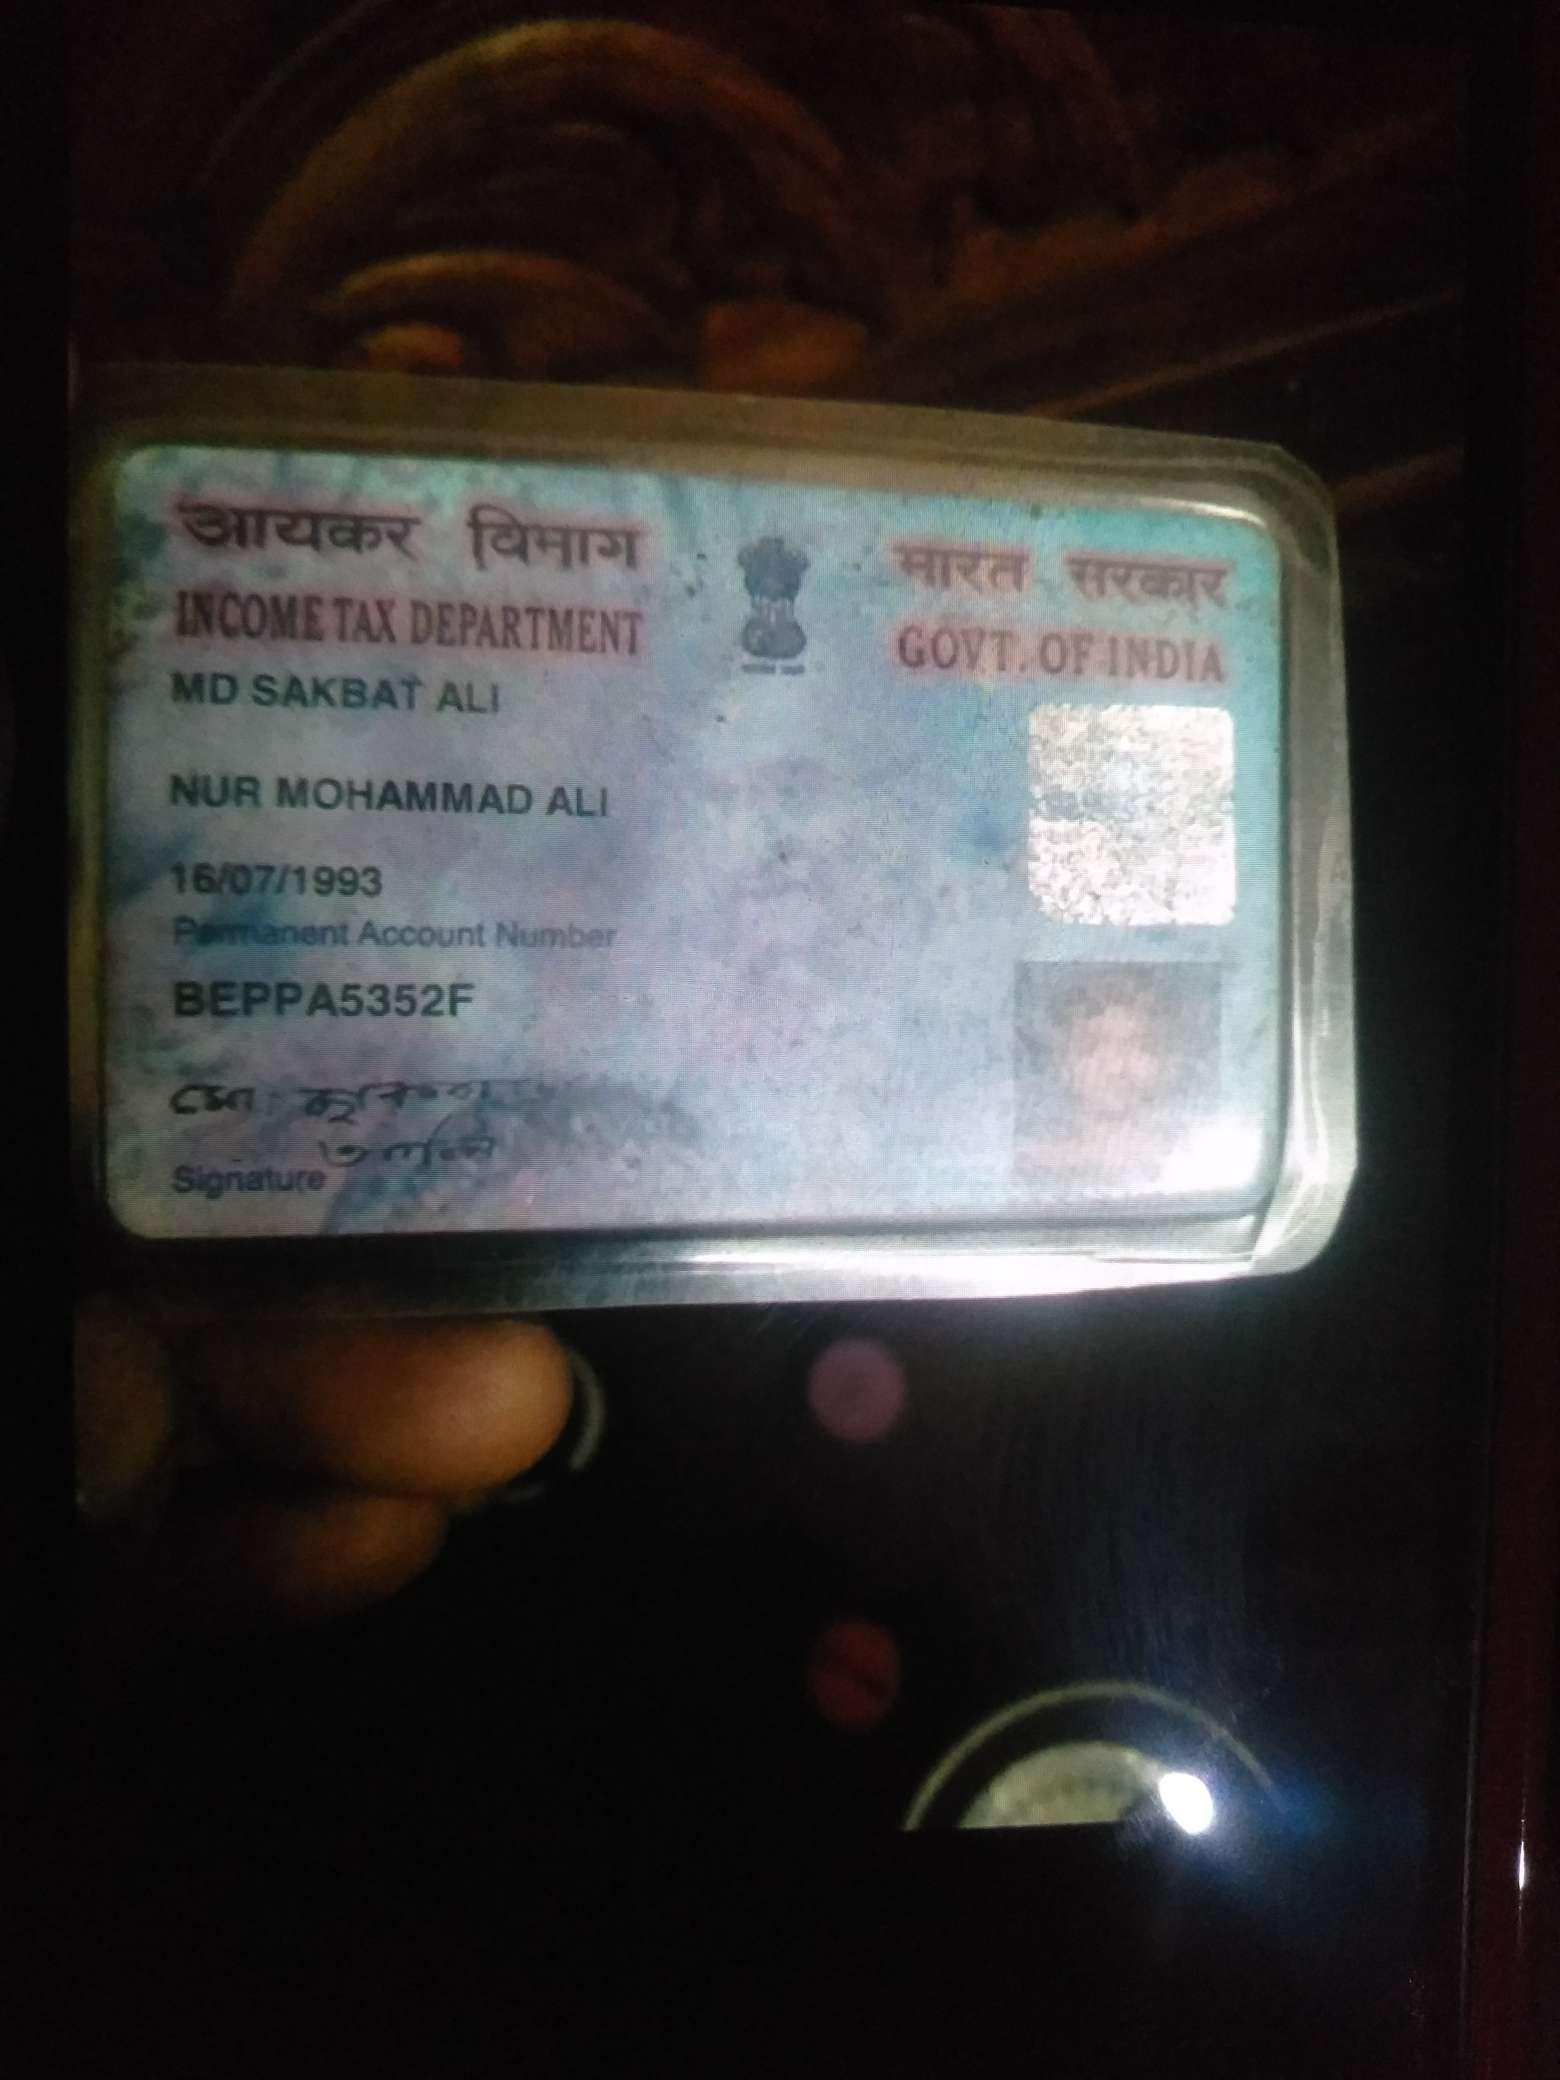 आयकर विभाग
INCOME TAX DEPARTMENT
भारत सरकार
GOVT. OF INDIA
MD SAKBAT ALI
NUR MOHAMMAD ALI
16/07/1993
Permanent Account Number
BEPPA5352F
Signature